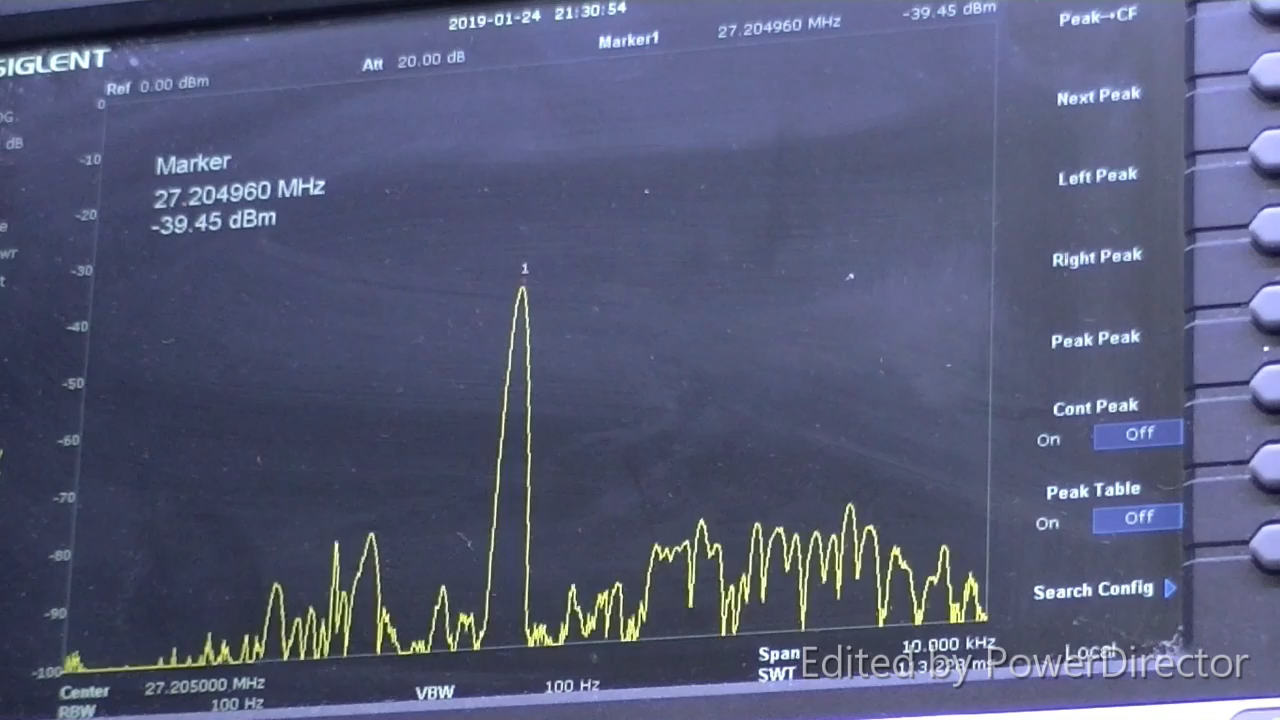 2019-01-24 21:30:54
SIGLENT
Marker1 27.204960 MHz -39.45 dBm
Ref 0.00 dBm Att 20.00 dB
dB
0
-10
-20
-30
-40
-50
-60
-70
-80
-90
-100
Marker
27.204960 MHz
-39.45 dBm
1
Center 27.205000 MHz
RBW 100 Hz
VBW 100 Hz
Span 10.000 kHz
SWT
Peak→CF
Next Peak
Left Peak
Right Peak
Peak Peak
Cont Peak
On Off
Peak Table
On Off
Search Config
Local
Edited by PowerDirector